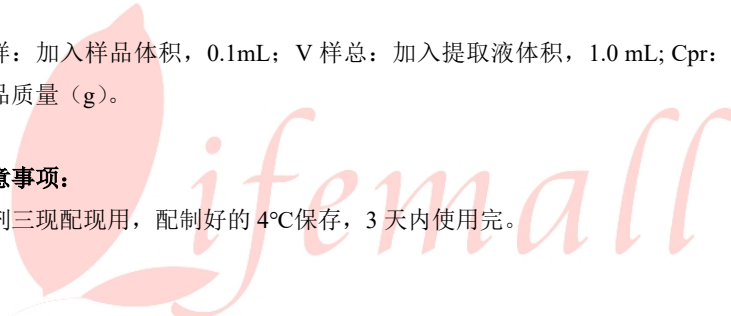 样：加入样品体积，0.1mL；V 样总：加入提取液体积，1.0 mL; Cpr：
品质量（g）。
意事项：
剂三现配现用，配制好的 4℃保存，3 天内使用完。
lifemall